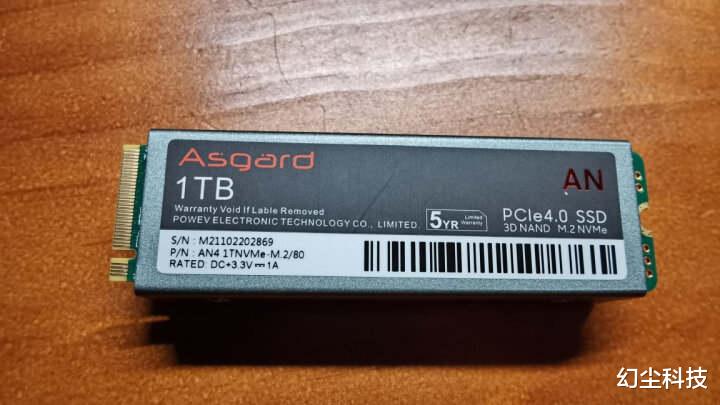 Asgard
AN
1TB
Warranty Void If Lable Removed
POWEV ELECTRONIC TECHNOLOGY CO., LIMITED.
5YR Limited Warranty
PCIe4.0 SSD
3D NAND M.2 NVMe
S/N : M21102202869
P/N : AN4 1TNVMe-M.2/80
RATED: DC+3.3V⎓1A
幻尘科技